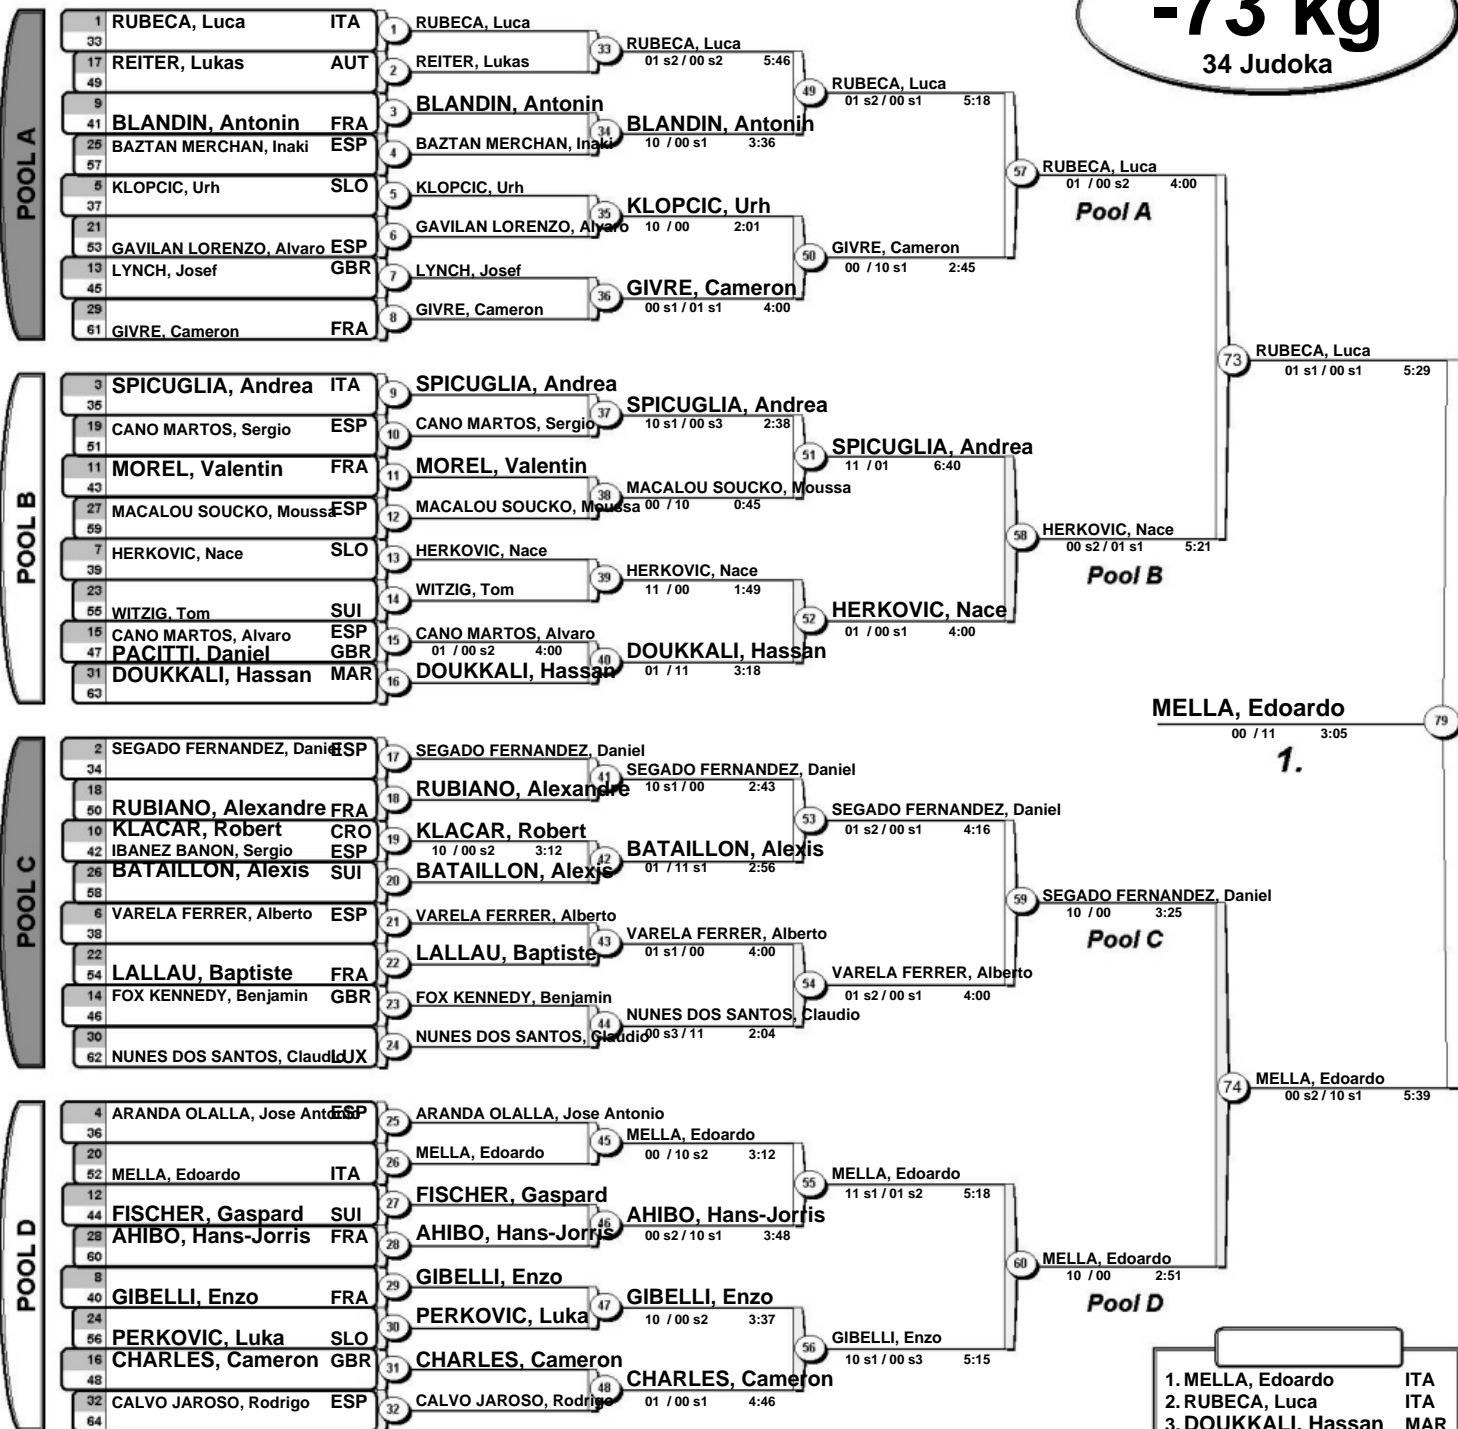 -73 kg
34 Judoka
POOL A
1 RUBECA, Luca ITA
33
17 REITER, Lukas AUT
49
9
41 BLANDIN, Antonin FRA
25 BAZTAN MERCHAN, Inaki ESP
57
5 KLOPCIC, Urh SLO
37
21
53 GAVILAN LORENZO, Alvaro ESP
13 LYNCH, Josef GBR
45
29
61 GIVRE, Cameron FRA
1 RUBECA, Luca
2 REITER, Lukas
3 BLANDIN, Antonin
4 BAZTAN MERCHAN, Inaki
5 KLOPCIC, Urh
6 GAVILAN LORENZO, Alvaro
7 LYNCH, Josef
8 GIVRE, Cameron
33 RUBECA, Luca
01 s2 / 00 s2 5:46
34 BLANDIN, Antonin
10 / 00 s1 3:36
35 KLOPCIC, Urh
10 / 00 2:01
36 GIVRE, Cameron
00 s1 / 01 s1 4:00
49 RUBECA, Luca
01 s2 / 00 s1 5:18
50 GIVRE, Cameron
00 / 10 s1 2:45
57 RUBECA, Luca
01 / 00 s2 4:00
Pool A
POOL B
3 SPICUGLIA, Andrea ITA
35
19 CANO MARTOS, Sergio ESP
51
11 MOREL, Valentin FRA
43
27 MACALOU SOUCKO, Moussa ESP
59
7 HERKOVIC, Nace SLO
39
23
55 WITZIG, Tom SUI
15 CANO MARTOS, Alvaro ESP
47 PACITTI, Daniel GBR
31 DOUKKALI, Hassan MAR
63
9 SPICUGLIA, Andrea
10 CANO MARTOS, Sergio
11 MOREL, Valentin
12 MACALOU SOUCKO, Moussa
13 HERKOVIC, Nace
14 WITZIG, Tom
15 CANO MARTOS, Alvaro
01 / 00 s2 4:00
16 DOUKKALI, Hassan
37 SPICUGLIA, Andrea
10 s1 / 00 s3 2:38
38 MACALOU SOUCKO, Moussa
00 / 10 0:45
39 HERKOVIC, Nace
11 / 00 1:49
40 DOUKKALI, Hassan
01 / 11 3:18
51 SPICUGLIA, Andrea
11 / 01 6:40
52 HERKOVIC, Nace
01 / 00 s1 4:00
58 HERKOVIC, Nace
00 s2 / 01 s1 5:21
Pool B
73 RUBECA, Luca
01 s1 / 00 s1 5:29
MELLA, Edoardo 79
00 / 11 3:05
1.
POOL C
2 SEGADO FERNANDEZ, Daniel ESP
34
18
50 RUBIANO, Alexandre FRA
10 KLACAR, Robert CRO
42 IBANEZ BANON, Sergio ESP
26 BATAILLON, Alexis SUI
58
6 VARELA FERRER, Alberto ESP
38
22
54 LALLAU, Baptiste FRA
14 FOX KENNEDY, Benjamin GBR
46
30
62 NUNES DOS SANTOS, Claudio LUX
17 SEGADO FERNANDEZ, Daniel
18 RUBIANO, Alexandre
19 KLACAR, Robert
10 / 00 s2 3:12
20 BATAILLON, Alexis
21 VARELA FERRER, Alberto
22 LALLAU, Baptiste
23 FOX KENNEDY, Benjamin
24 NUNES DOS SANTOS, Claudio
41 SEGADO FERNANDEZ, Daniel
10 s1 / 00 2:43
42 BATAILLON, Alexis
01 / 11 s1 2:56
43 VARELA FERRER, Alberto
01 s1 / 00 4:00
44 NUNES DOS SANTOS, Claudio
00 s3 / 11 2:04
53 SEGADO FERNANDEZ, Daniel
01 s2 / 00 s1 4:16
54 VARELA FERRER, Alberto
01 s2 / 00 s1 4:00
59 SEGADO FERNANDEZ, Daniel
10 / 00 3:25
Pool C
POOL D
4 ARANDA OLALLA, Jose Antonio ESP
36
20
52 MELLA, Edoardo ITA
12
44 FISCHER, Gaspard SUI
28 AHIBO, Hans-Jorris FRA
60
8
40 GIBELLI, Enzo FRA
24
56 PERKOVIC, Luka SLO
16 CHARLES, Cameron GBR
48
32 CALVO JAROSO, Rodrigo ESP
64
25 ARANDA OLALLA, Jose Antonio
26 MELLA, Edoardo
27 FISCHER, Gaspard
28 AHIBO, Hans-Jorris
29 GIBELLI, Enzo
30 PERKOVIC, Luka
31 CHARLES, Cameron
32 CALVO JAROSO, Rodrigo
45 MELLA, Edoardo
00 / 10 s2 3:12
46 AHIBO, Hans-Jorris
00 s2 / 10 s1 3:48
47 GIBELLI, Enzo
10 / 00 s2 3:37
48 CHARLES, Cameron
01 / 00 s1 4:46
55 MELLA, Edoardo
11 s1 / 01 s2 5:18
56 GIBELLI, Enzo
10 s1 / 00 s3 5:15
60 MELLA, Edoardo
10 / 00 2:51
Pool D
74 MELLA, Edoardo
00 s2 / 10 s1 5:39
1. MELLA, Edoardo ITA
2. RUBECA, Luca ITA
3. DOUKKALI, Hassan MAR